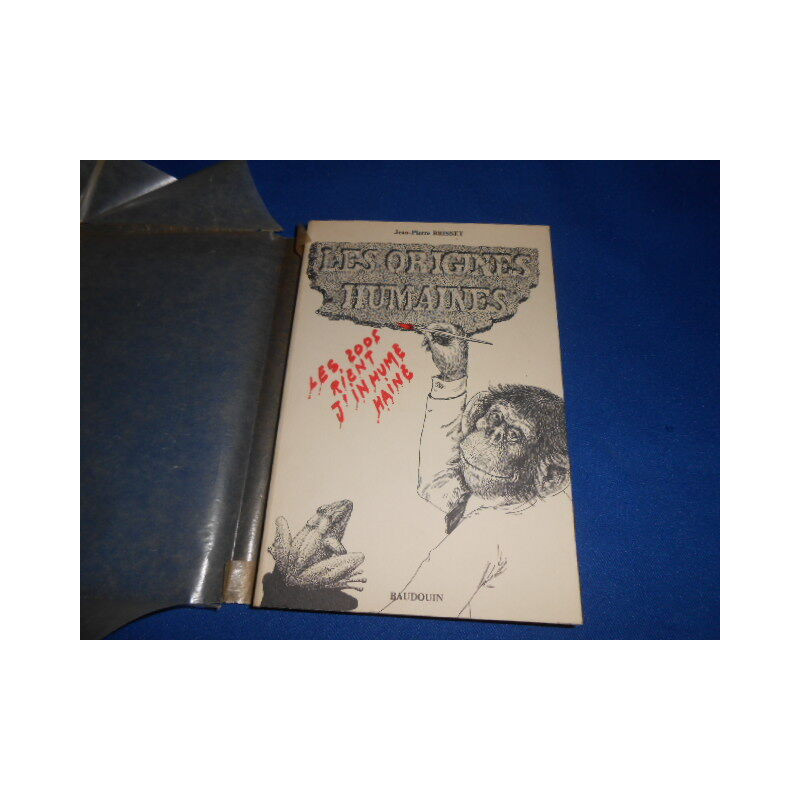 Jean-Pierre BRISSET
LES ORIGINES
HUMAINES
LES ZOOS
RIENT
J'INHUME
HAINE
BAUDOUIN